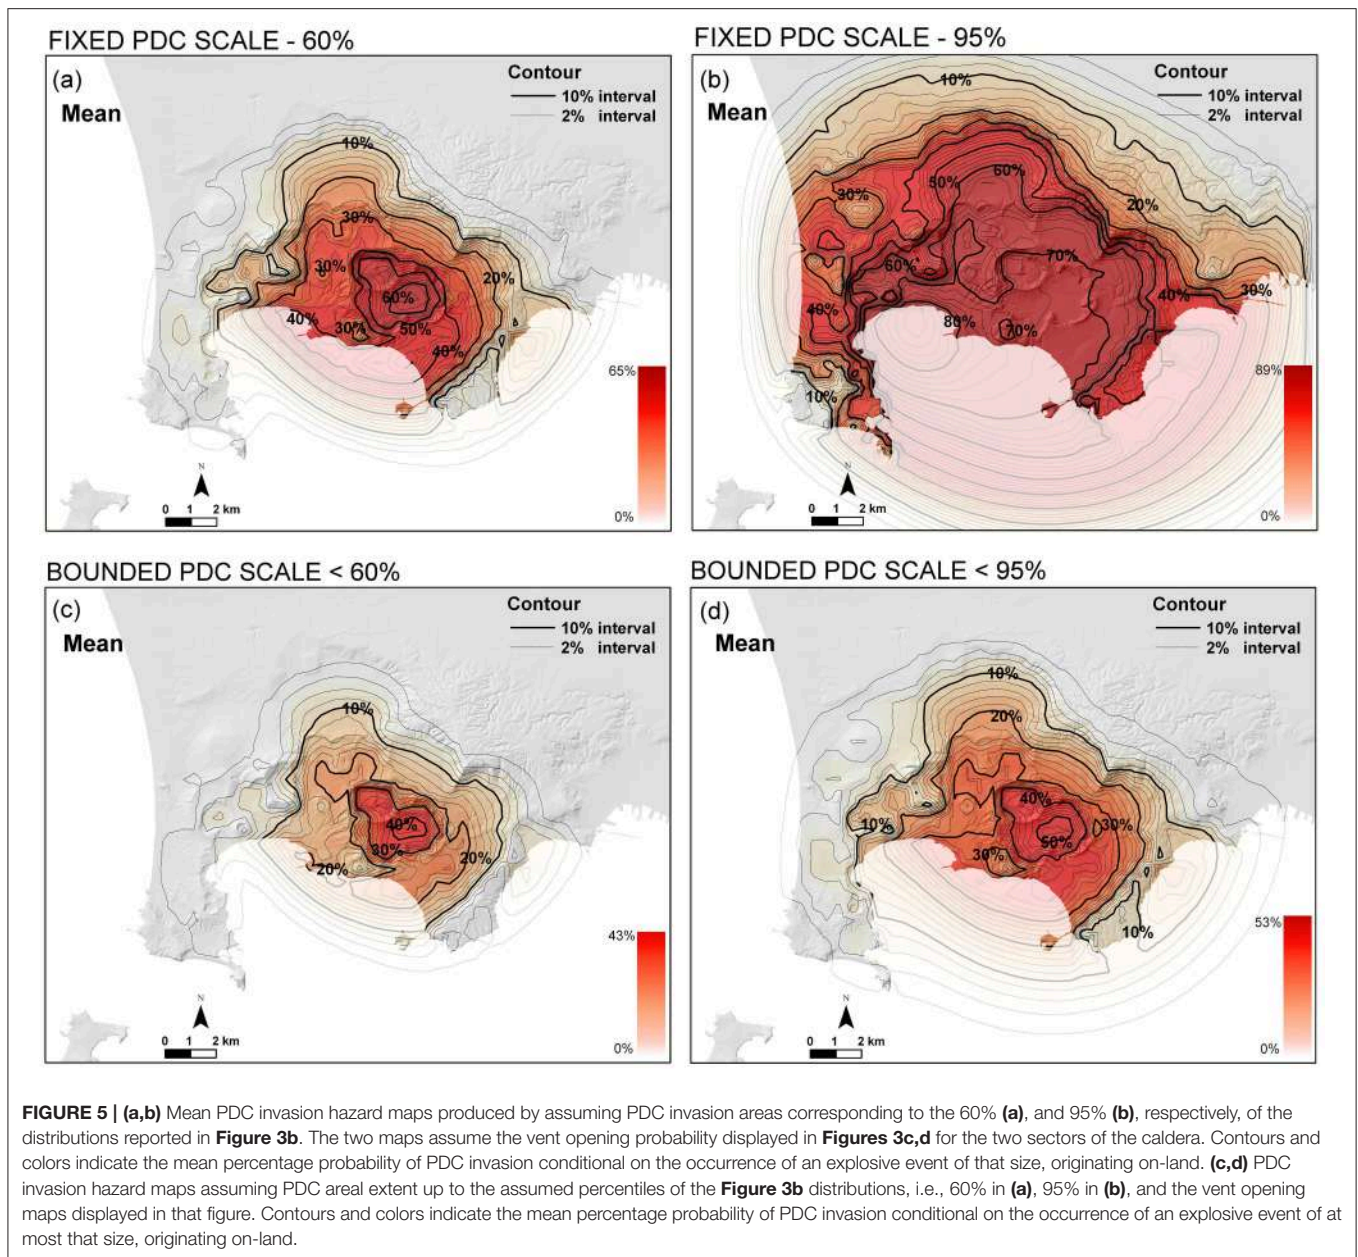 FIXED PDC SCALE - 60%
(a)
Mean
Contour
10% interval
2% interval
10%
30%
30%
20%
60%
40%
30%
50%
40%
65%
0%
N
0 1 2 km
FIXED PDC SCALE - 95%
(b)
Mean
Contour
10% interval
2% interval
10%
60%
50%
30%
20%
70%
60%
40%
30%
40%
80%
70%
10%
89%
0%
N
0 1 2 km
BOUNDED PDC SCALE < 60%
(c)
Mean
Contour
10% interval
2% interval
10%
40%
30%
20%
20%
43%
0%
N
0 1 2 km
BOUNDED PDC SCALE < 95%
(d)
Mean
Contour
10% interval
2% interval
10%
20%
40%
10%
30%
50%
30%
10%
53%
0%
N
0 1 2 km
FIGURE 5 | (a,b) Mean PDC invasion hazard maps produced by assuming PDC invasion areas corresponding to the 60% (a), and 95% (b), respectively, of the
distributions reported in Figure 3b. The two maps assume the vent opening probability displayed in Figures 3c,d for the two sectors of the caldera. Contours and
colors indicate the mean percentage probability of PDC invasion conditional on the occurrence of an explosive event of that size, originating on-land. (c,d) PDC
invasion hazard maps assuming PDC areal extent up to the assumed percentiles of the Figure 3b distributions, i.e., 60% in (a), 95% in (b), and the vent opening
maps displayed in that figure. Contours and colors indicate the mean percentage probability of PDC invasion conditional on the occurrence of an explosive event of at
most that size, originating on-land.